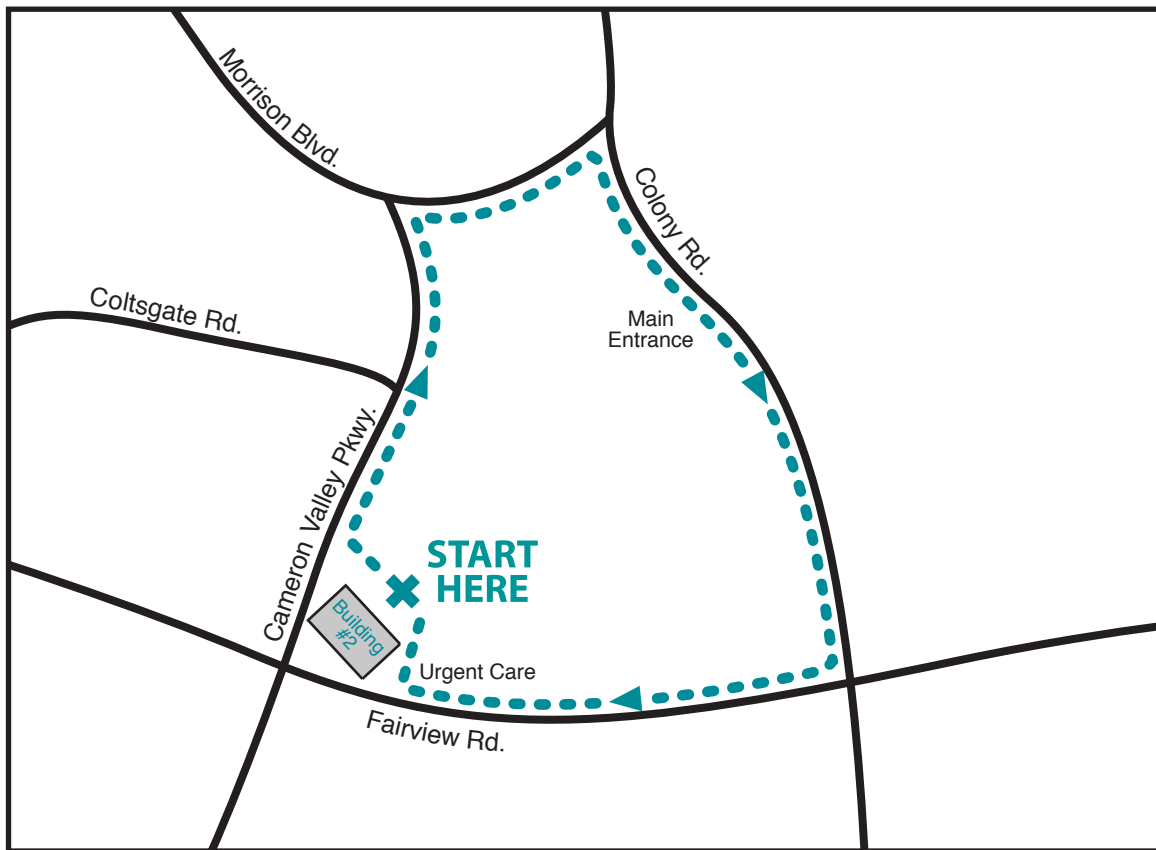 Morrison Blvd.
Colony Rd.
Coltsgate Rd.
Main
Entrance
Cameron Valley Pkwy.
START
HERE
Building
#2
Urgent Care
Fairview Rd.